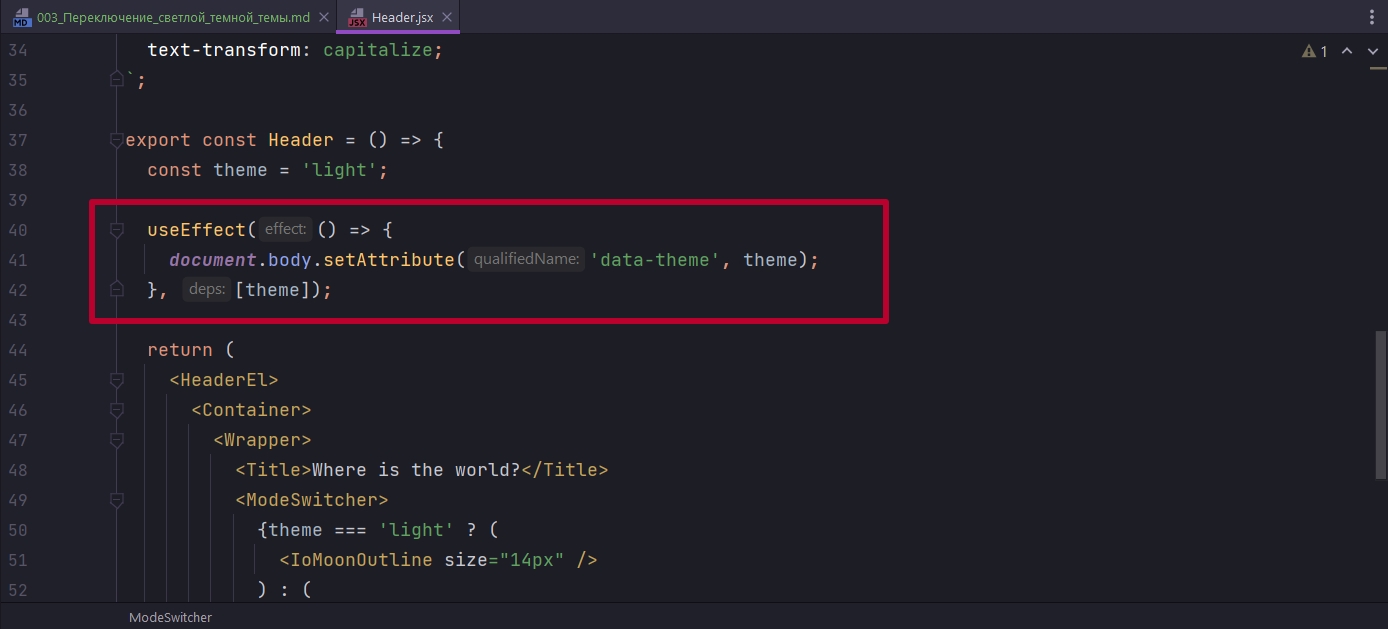 MD 003_Переключение_светлой_темной_темы.md JSX Header.jsx
34 text-transform: capitalize;
1
35 `;
36
37 export const Header = () => {
38 const theme = 'light';
39
40 useEffect( effect: () => {
41 document.body.setAttribute( qualifiedName: 'data-theme', theme);
42 }, deps: [theme]);
43
44 return (
45 <HeaderEl>
46 <Container>
47 <Wrapper>
48 <Title>Where is the world?</Title>
49 <ModeSwitcher>
50 {theme === 'light' ? (
51 <IoMoonOutline size="14px" />
52 ) : (
ModeSwitcher